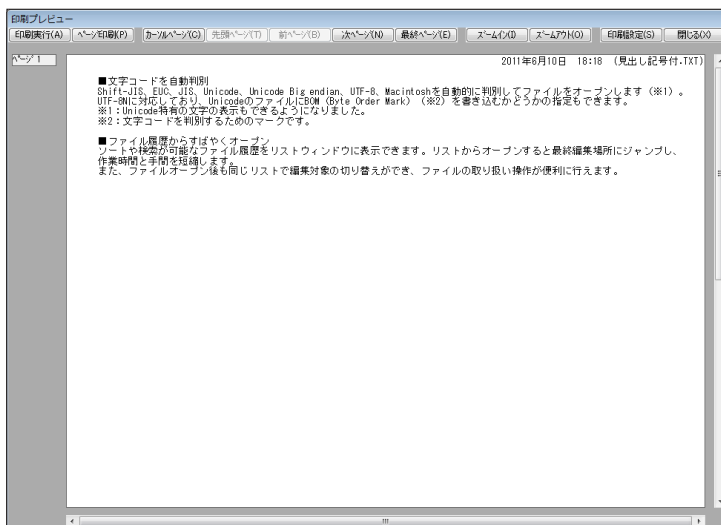 印刷プレビュー
印刷実行(A) ページ印刷(P) カーソルページ(C) 先頭ページ(T) 前ページ(B) 次ページ(N) 最終ページ(E) ズームイン(I) ズームアウト(O) 印刷設定(S) 閉じる(X)
ページ 1
2011年6月10日 18:18 (見出し記号付.TXT)
■文字コードを自動判別
Shift-JIS、EUC、JIS、Unicode、Unicode Big endian、UTF-8、Macintoshを自動的に判別してファイルをオープンします（※1）。
UTF-8Nに対応しており、UnicodeのファイルにBOM (Byte Order Mark) （※2）を書き込むかどうかの指定もできます。
※1：Unicode特有の文字の表示もできるようになりました。
※2：文字コードを判別するためのマークです。
■ファイル履歴からすばやくオープン
ソートや検索が可能なファイル履歴をリストウィンドウに表示できます。リストからオープンすると最終編集場所にジャンプし、
作業時間と手間を短縮します。
また、ファイルオープン後も同じリストで編集対象の切り替えができ、ファイルの取り扱い操作が便利に行えます。